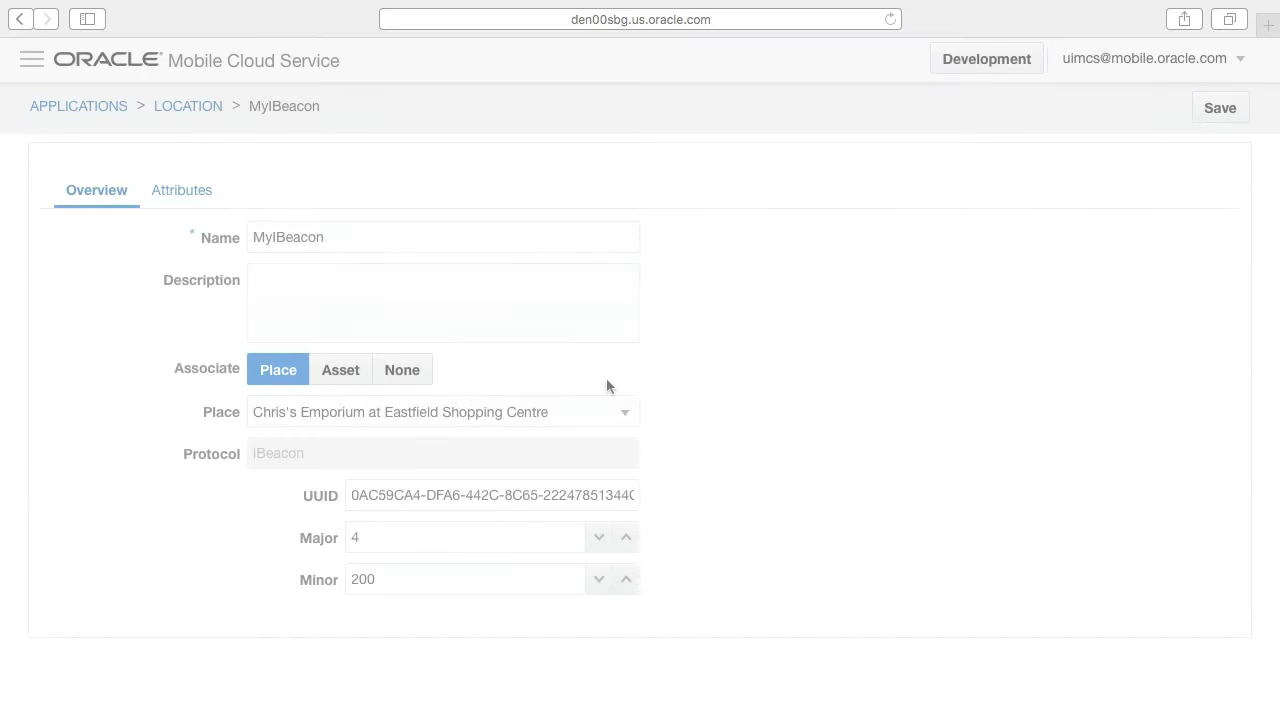 den00sbg.us.oracle.com
ORACLE Mobile Cloud Service
Development
uimcs@mobile.oracle.com
APPLICATIONS > LOCATION > MyIBeacon
Save
Overview
Attributes
* Name MyIBeacon
Description
Associate Place Asset None
Place Chris's Emporium at Eastfield Shopping Centre
Protocol iBeacon
UUID 0AC59CA4-DFA6-442C-8C65-22247851344
Major 4
Minor 200